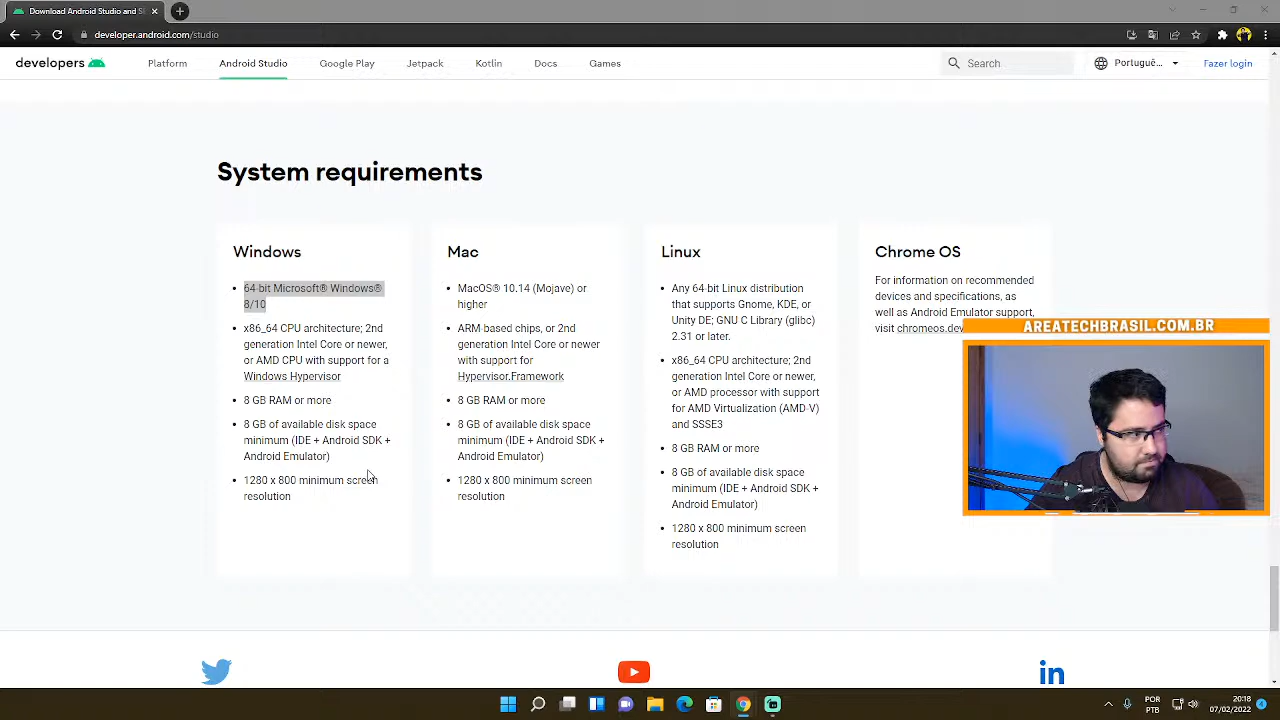 Download Android Studio and S
developer.android.com/studio
developers
Platform
Android Studio
Google Play
Jetpack
Kotlin
Docs
Games
Search
Portuguê...
Fazer login
System requirements
Windows
64-bit Microsoft® Windows®
8/10
x86_64 CPU architecture; 2nd
generation Intel Core or newer,
or AMD CPU with support for a
Windows Hypervisor
8 GB RAM or more
8 GB of available disk space
minimum (IDE + Android SDK +
Android Emulator)
1280 x 800 minimum screen
resolution
Mac
MacOS® 10.14 (Mojave) or
higher
ARM-based chips, or 2nd
generation Intel Core or newer
with support for
Hypervisor.Framework
8 GB RAM or more
8 GB of available disk space
minimum (IDE + Android SDK +
Android Emulator)
1280 x 800 minimum screen
resolution
Linux
Any 64-bit Linux distribution
that supports Gnome, KDE, or
Unity DE; GNU C Library (glibc)
2.31 or later.
x86_64 CPU architecture; 2nd
generation Intel Core or newer,
or AMD processor with support
for AMD Virtualization (AMD-V)
and SSSE3
8 GB RAM or more
8 GB of available disk space
minimum (IDE + Android SDK +
Android Emulator)
1280 x 800 minimum screen
resolution
Chrome OS
For information on recommended
devices and specifications, as
well as Android Emulator support,
visit chromeos.dev
AREATECHBRASIL.COM.BR
in
POR
PTB
20:18
07/02/2022